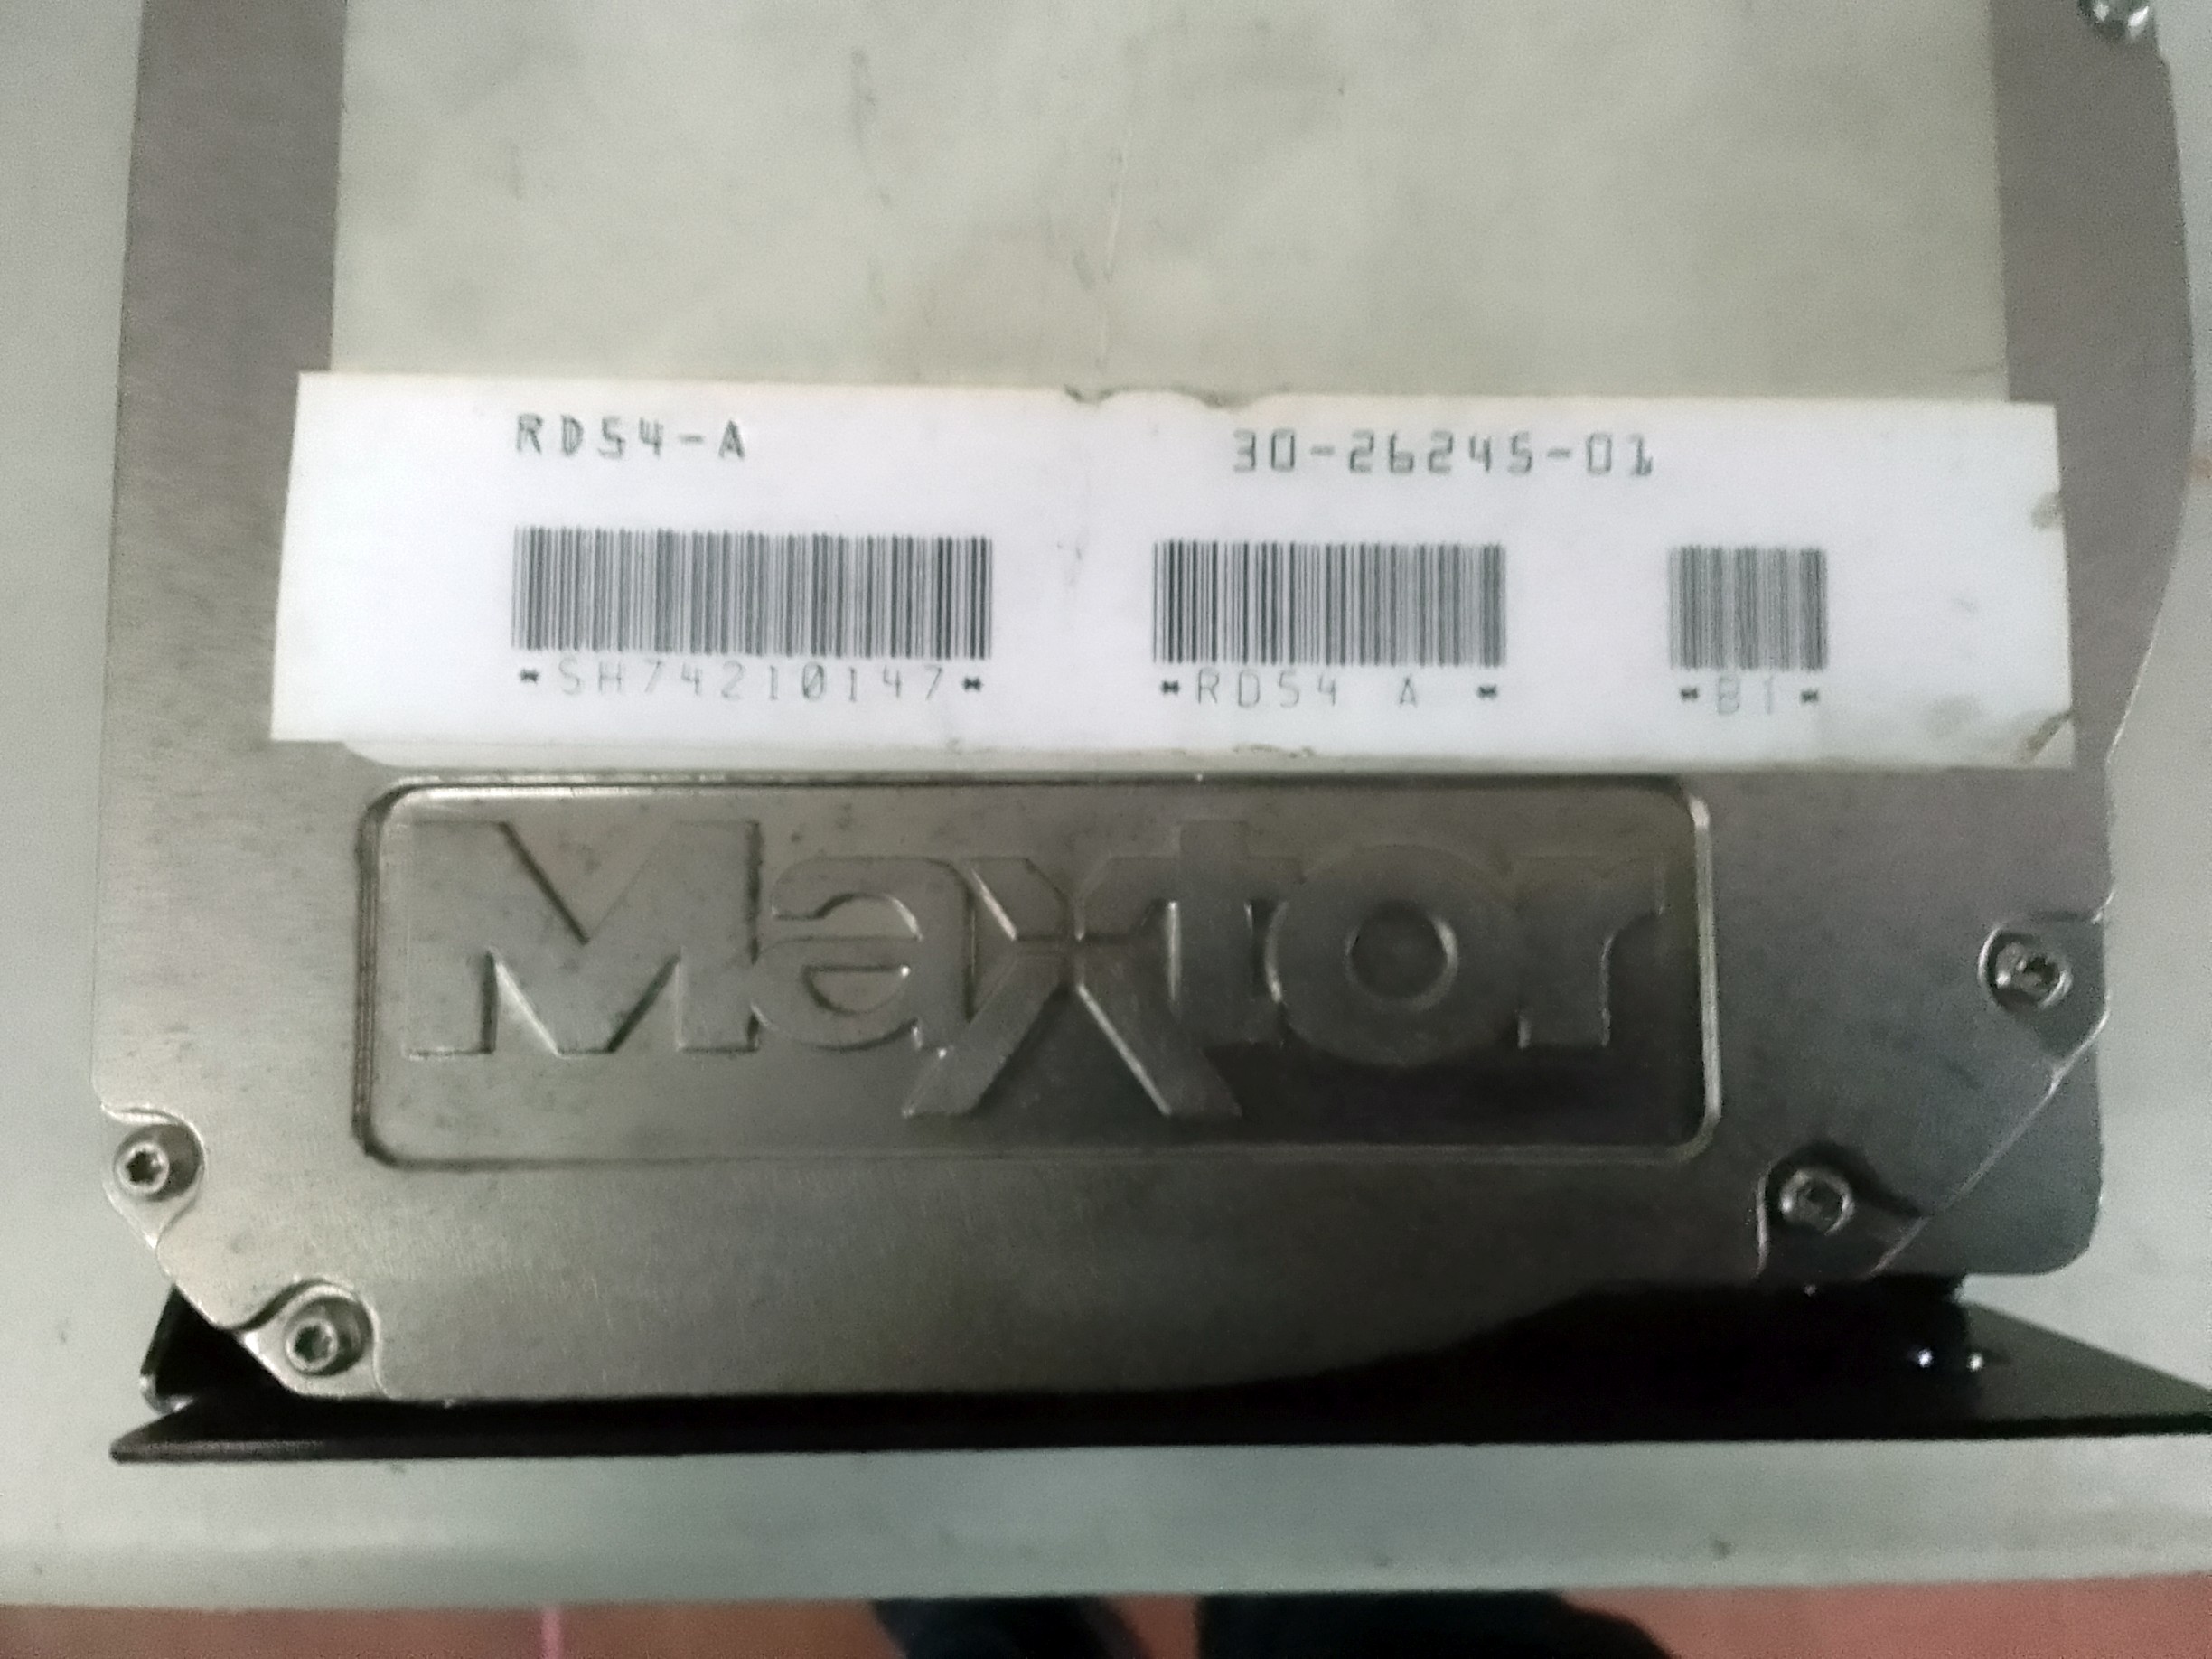 RD54-A 30-26245-01
*SH74210147* *RD54 A * *B1*
Maxtor